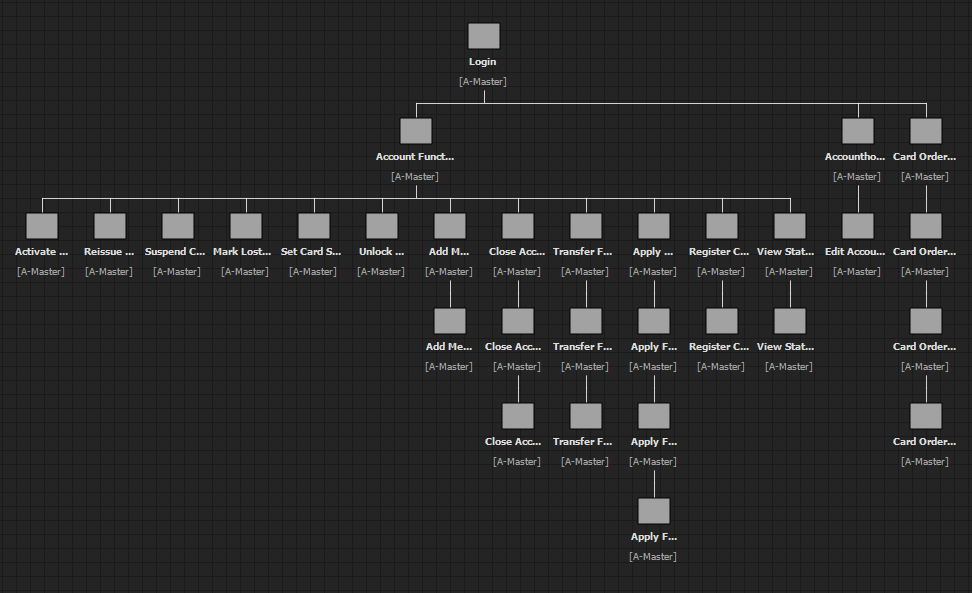 Login
[A-Master]
Account Funct... Accountho... Card Order...
[A-Master] [A-Master] [A-Master]
Activate ... Reissue ... Suspend C... Mark Lost... Set Card S... Unlock ... Add M... Close Acc... Transfer F... Apply ... Register C... View Stat... Edit Accou... Card Order...
[A-Master] [A-Master] [A-Master] [A-Master] [A-Master] [A-Master] [A-Master] [A-Master] [A-Master] [A-Master] [A-Master] [A-Master] [A-Master] [A-Master]
Add Me... Close Acc... Transfer F... Apply F... Register C... View Stat... Card Order...
[A-Master] [A-Master] [A-Master] [A-Master] [A-Master] [A-Master] [A-Master]
Close Acc... Transfer F... Apply F... Card Order...
[A-Master] [A-Master] [A-Master] [A-Master]
Apply F...
[A-Master]